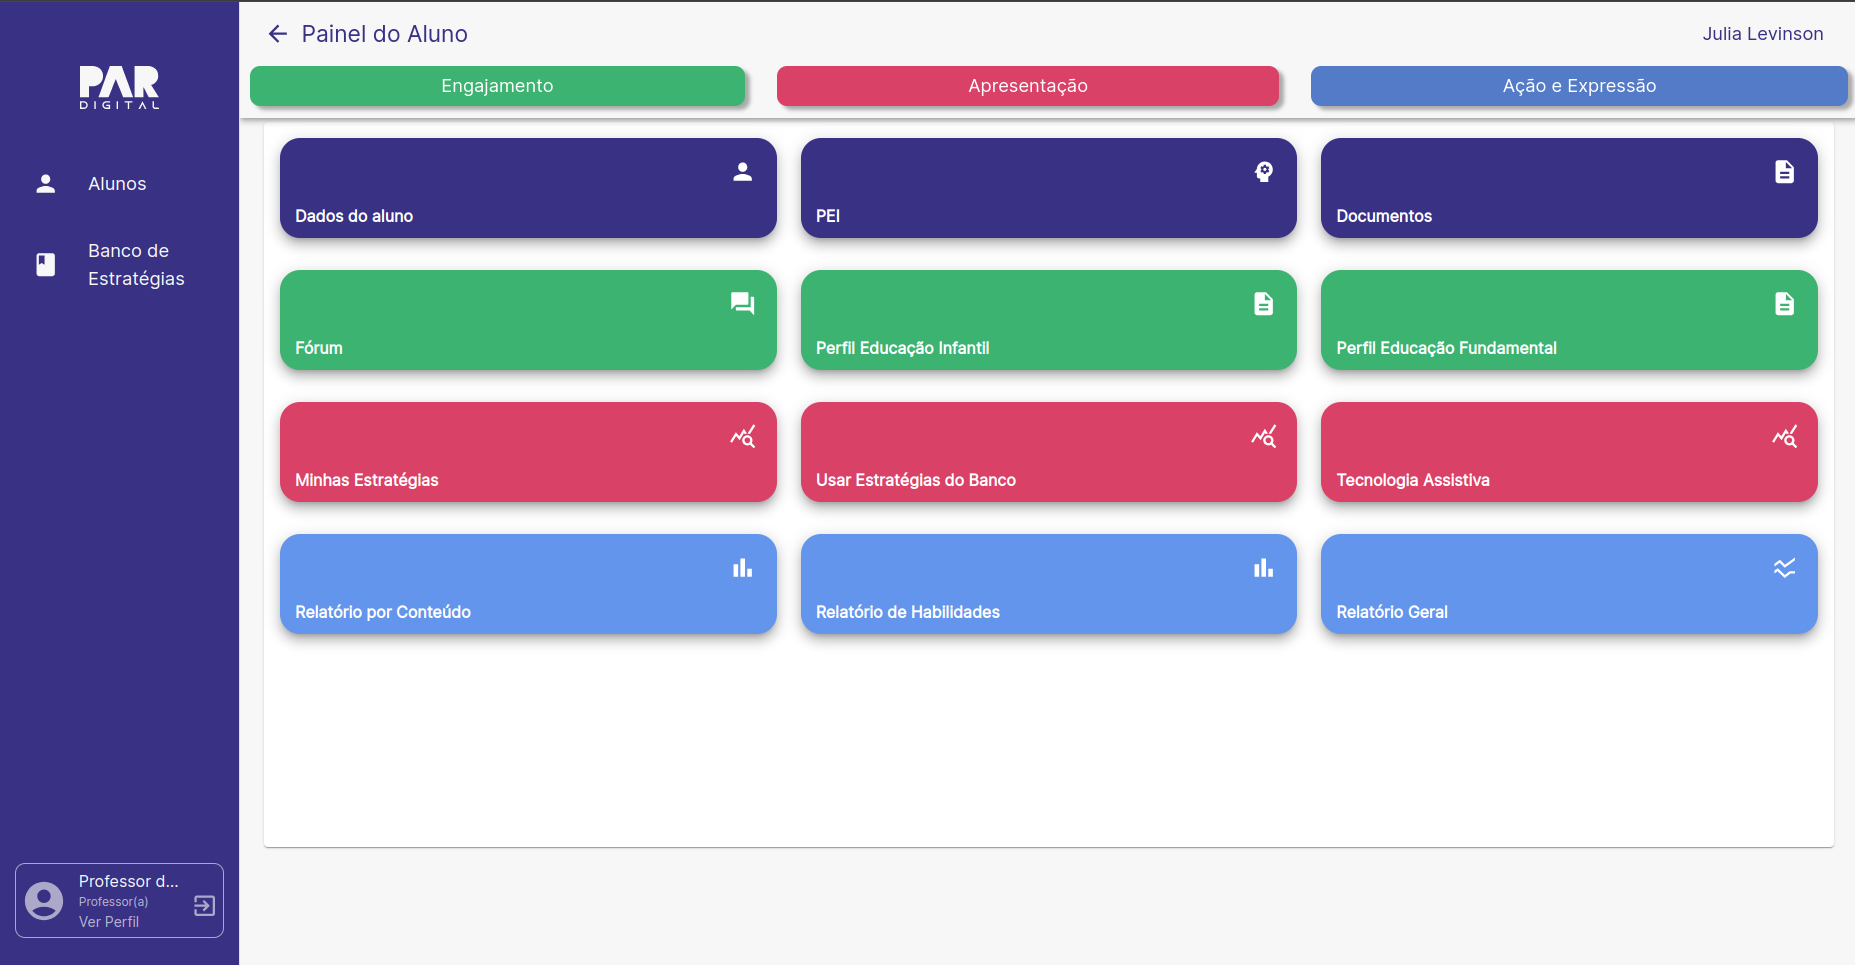 PAR
DIGITAL
Alunos
Banco de
Estratégias
Professor d...
Professor(a)
Ver Perfil
Painel do Aluno
Julia Levinson
Engajamento
Apresentação
Ação e Expressão
Dados do aluno
PEI
Documentos
Fórum
Perfil Educação Infantil
Perfil Educação Fundamental
Minhas Estratégias
Usar Estratégias do Banco
Tecnologia Assistiva
Relatório por Conteúdo
Relatório de Habilidades
Relatório Geral